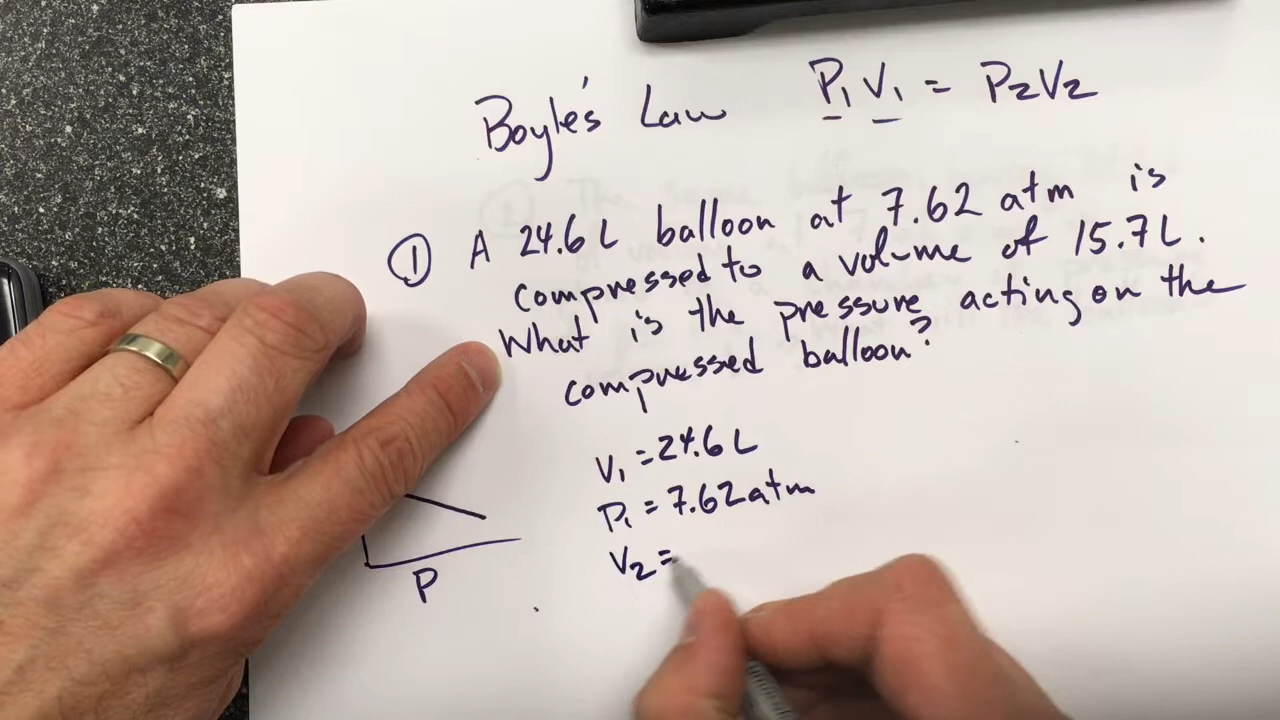 Boyle's Law P₁V₁ = P₂V₂
① A 24.6 L balloon at 7.62 atm is
compressed to a volume of 15.7 L.
What is the pressure acting on the
compressed balloon?
V₁ = 24.6 L
P₁ = 7.62 atm
V₂ =
P